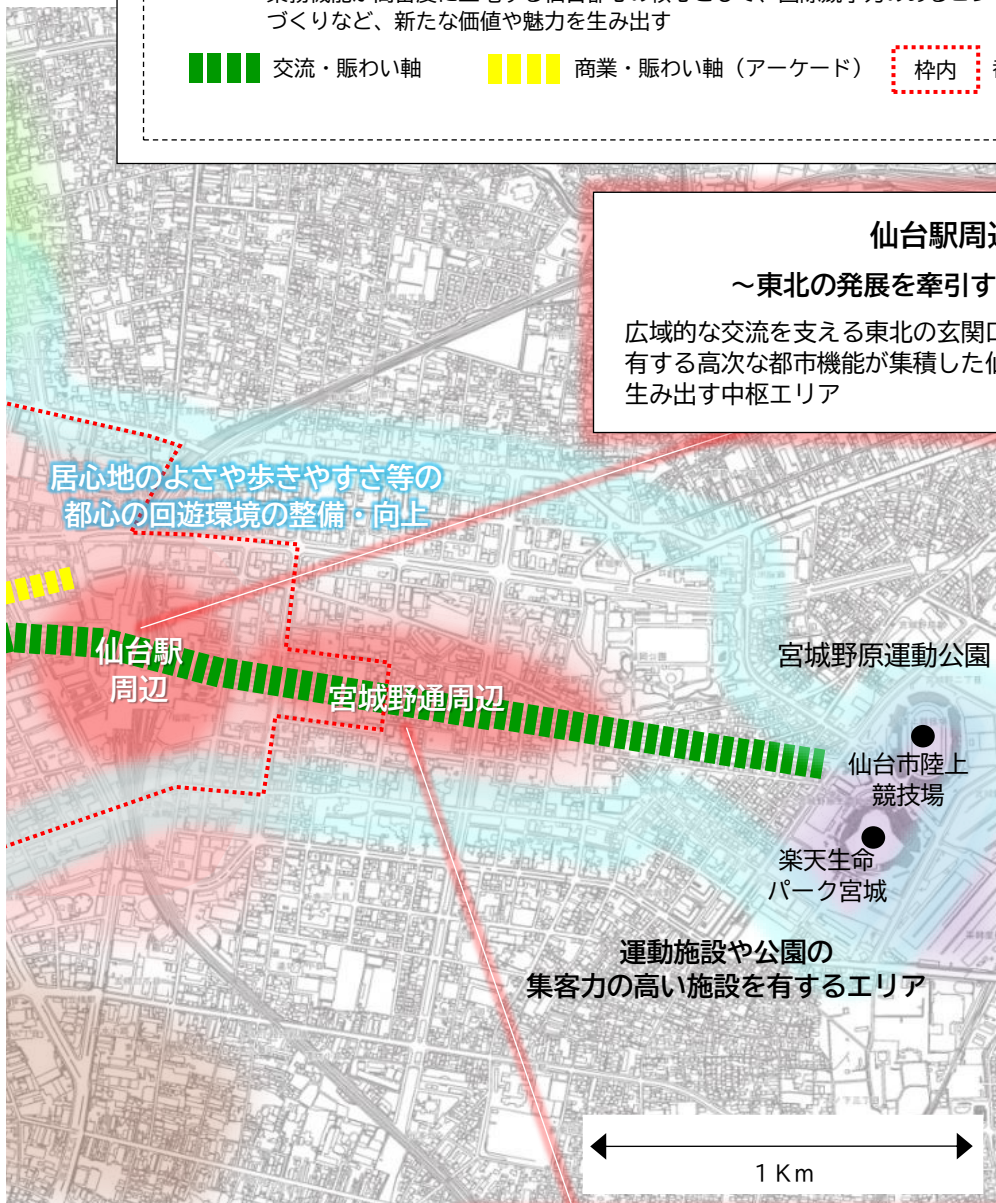 づくりなど、新たな価値や魅力を生み出す
交流・賑わい軸
商業・賑わい軸（アーケード）
枠内
仙台駅周
～東北の発展を牽引す
広域的な交流を支える東北の玄関口
有する高次な都市機能が集積した仙
生み出す中枢エリア
居心地のよさや歩きやすさ等の
都心の回遊環境の整備・向上
仙台駅
周辺
宮城野通周辺
宮城野原運動公園
仙台市陸上
競技場
楽天生命
パーク宮城
運動施設や公園の
集客力の高い施設を有するエリア
1 Km